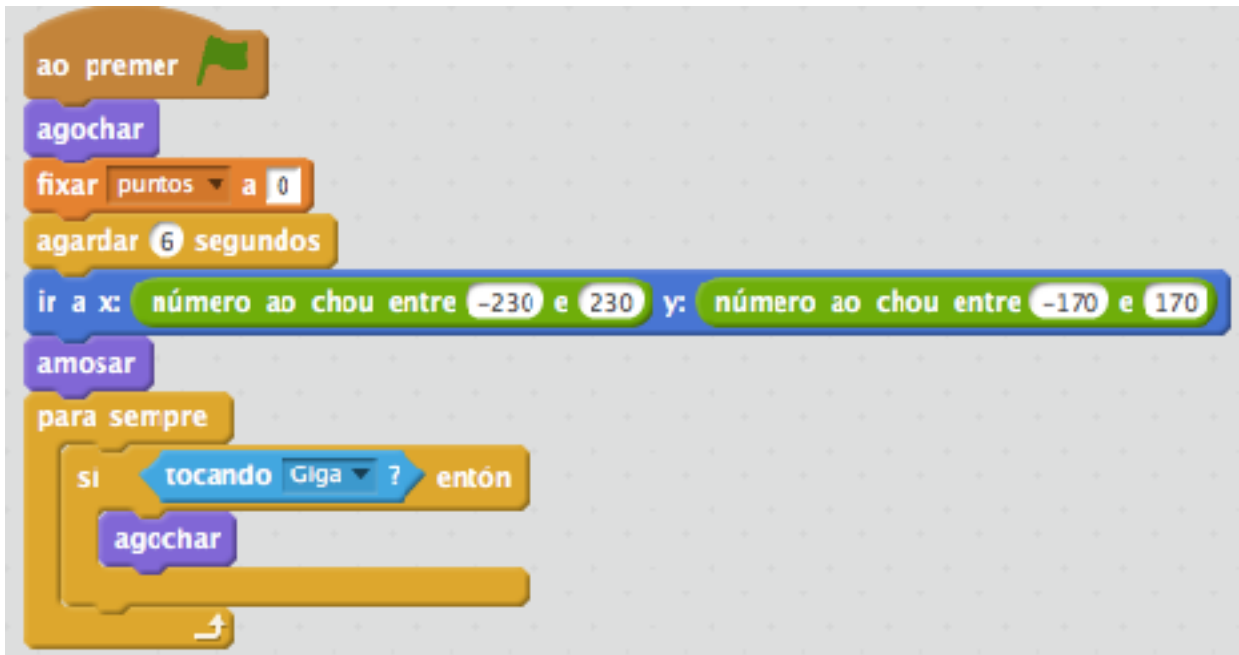 ao premer
agochar
fixar puntos a 0
agardar 6 segundos
ir a x: número ao chou entre -230 e 230 y: número ao chou entre -170 e 170
amosar
para sempre
si tocando Giga ? entón
agochar